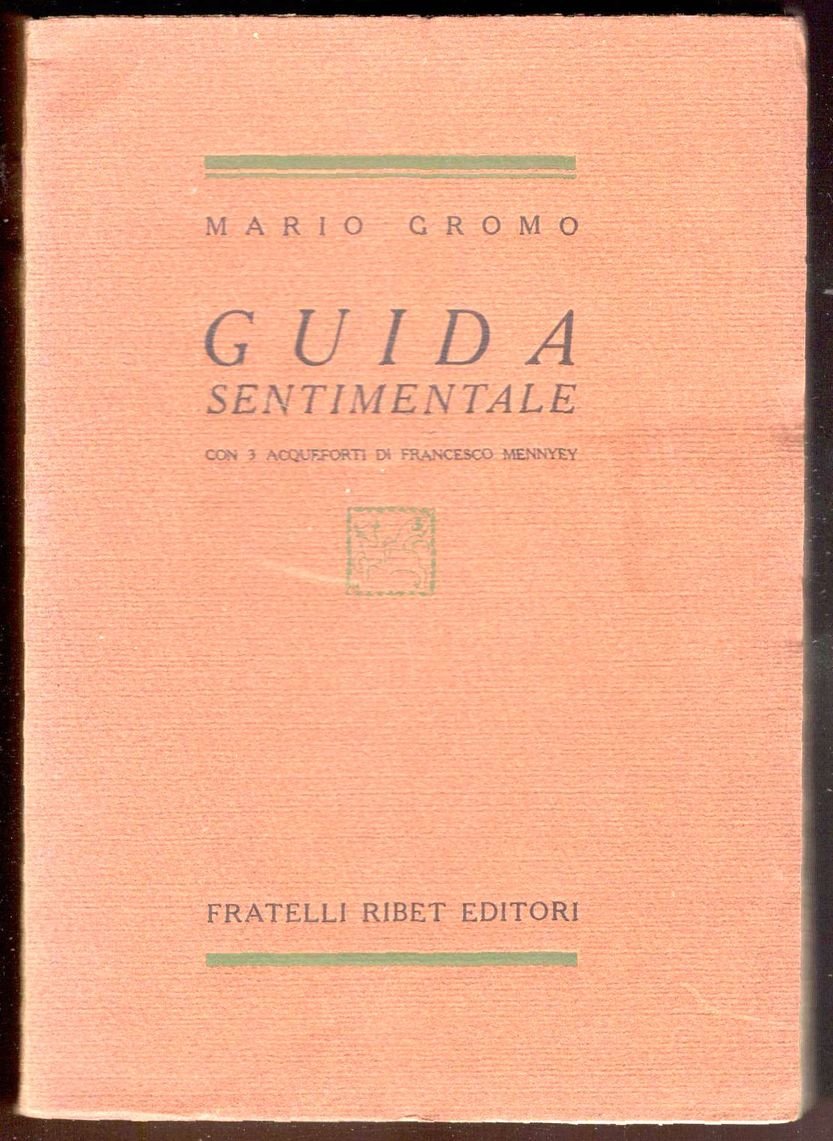 MARIO GROMO
GUIDA
SENTIMENTALE
CON 3 ACQUEFORTI DI FRANCESCO MENNYEY
FRATELLI RIBET EDITORI